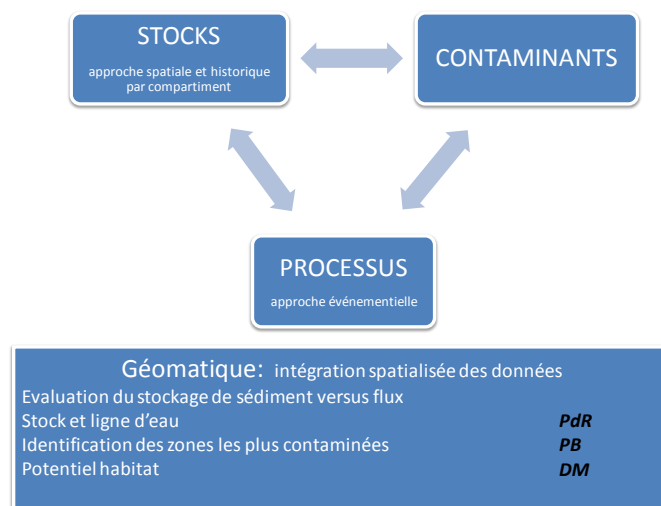 STOCKS
approche spatiale et historique
par compartiment
CONTAMINANTS
PROCESSUS
approche événementielle
Géomatique: intégration spatialisée des données
Evaluation du stockage de sédiment versus flux
Stock et ligne d'eau PdR
Identification des zones les plus contaminées PB
Potentiel habitat DM